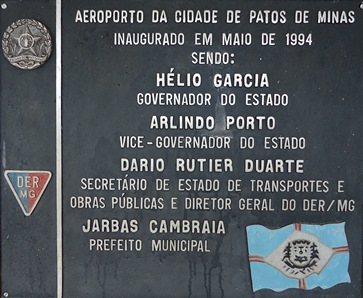 AEROPORTO DA CIDADE DE PATOS DE MINAS
INAUGURADO EM MAIO DE 1994
SENDO:
HÉLIO GARCIA
GOVERNADOR DO ESTADO
ARLINDO PORTO
VICE-GOVERNADOR DO ESTADO
DARIO RUTIER DUARTE
SECRETÁRIO DE ESTADO DE TRANSPORTES E
OBRAS PÚBLICAS E DIRETOR GERAL DO DER/MG
JARBAS CAMBRAIA
PREFEITO MUNICIPAL
DER
MG